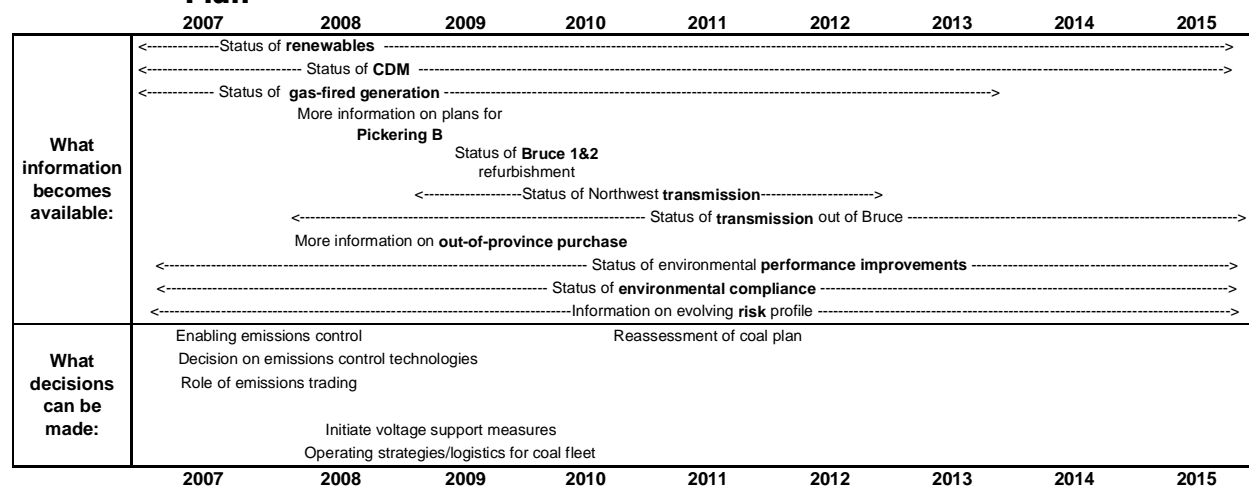 Plan
2007 2008 2009 2010 2011 2012 2013 2014 2015
What
information
becomes
available:
<--------------Status of renewables ---------------------------------------------------------------->
<------------------------------ Status of CDM ---------------------------------------------------------------->
<------------- Status of gas-fired generation ---------------------------------------------------------------->
More information on plans for
Pickering B
Status of Bruce 1&2
refurbishment
<-------------------Status of Northwest transmission---------------------->
<------------------------------------------------------------------- Status of transmission out of Bruce ---------------------------------------------------------------->
More information on out-of-province purchase
<---------------------------------------------------------------- Status of environmental performance improvements -------------------------------------------------->
<---------------------------------------------------------------- Status of environmental compliance ---------------------------------------------------------------->
<----------------------------------------------------------------Information on evolving risk profile ---------------------------------------------------------------->
What
decisions
can be
made:
Enabling emissions control Reassessment of coal plan
Decision on emissions control technologies
Role of emissions trading
Initiate voltage support measures
Operating strategies/logistics for coal fleet
2007 2008 2009 2010 2011 2012 2013 2014 2015